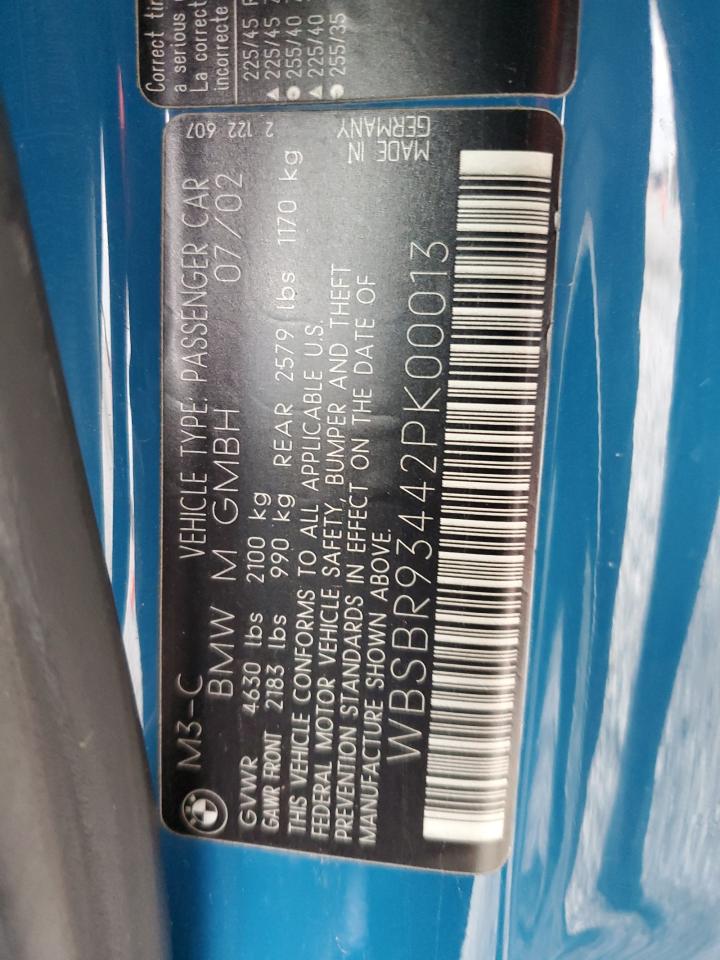 Correct tir
a serious
La correct
incorrecte
225/45 R
▲ 225/45
● 255/40
▲ 225/40
● 255/35
M3-C VEHICLE TYPE: PASSENGER CAR
BMW M GMBH 07/02
2 122 607
GVWR 4630 lbs 2100 kg
GAWR FRONT 2183 lbs 990 kg REAR 2579 lbs 1170 kg
THIS VEHICLE CONFORMS TO ALL APPLICABLE U.S.
FEDERAL MOTOR VEHICLE SAFETY, BUMPER AND THEFT
PREVENTION STANDARDS IN EFFECT ON THE DATE OF
MANUFACTURE SHOWN ABOVE.
MADE IN
GERMANY
WBSBR93442PK00013